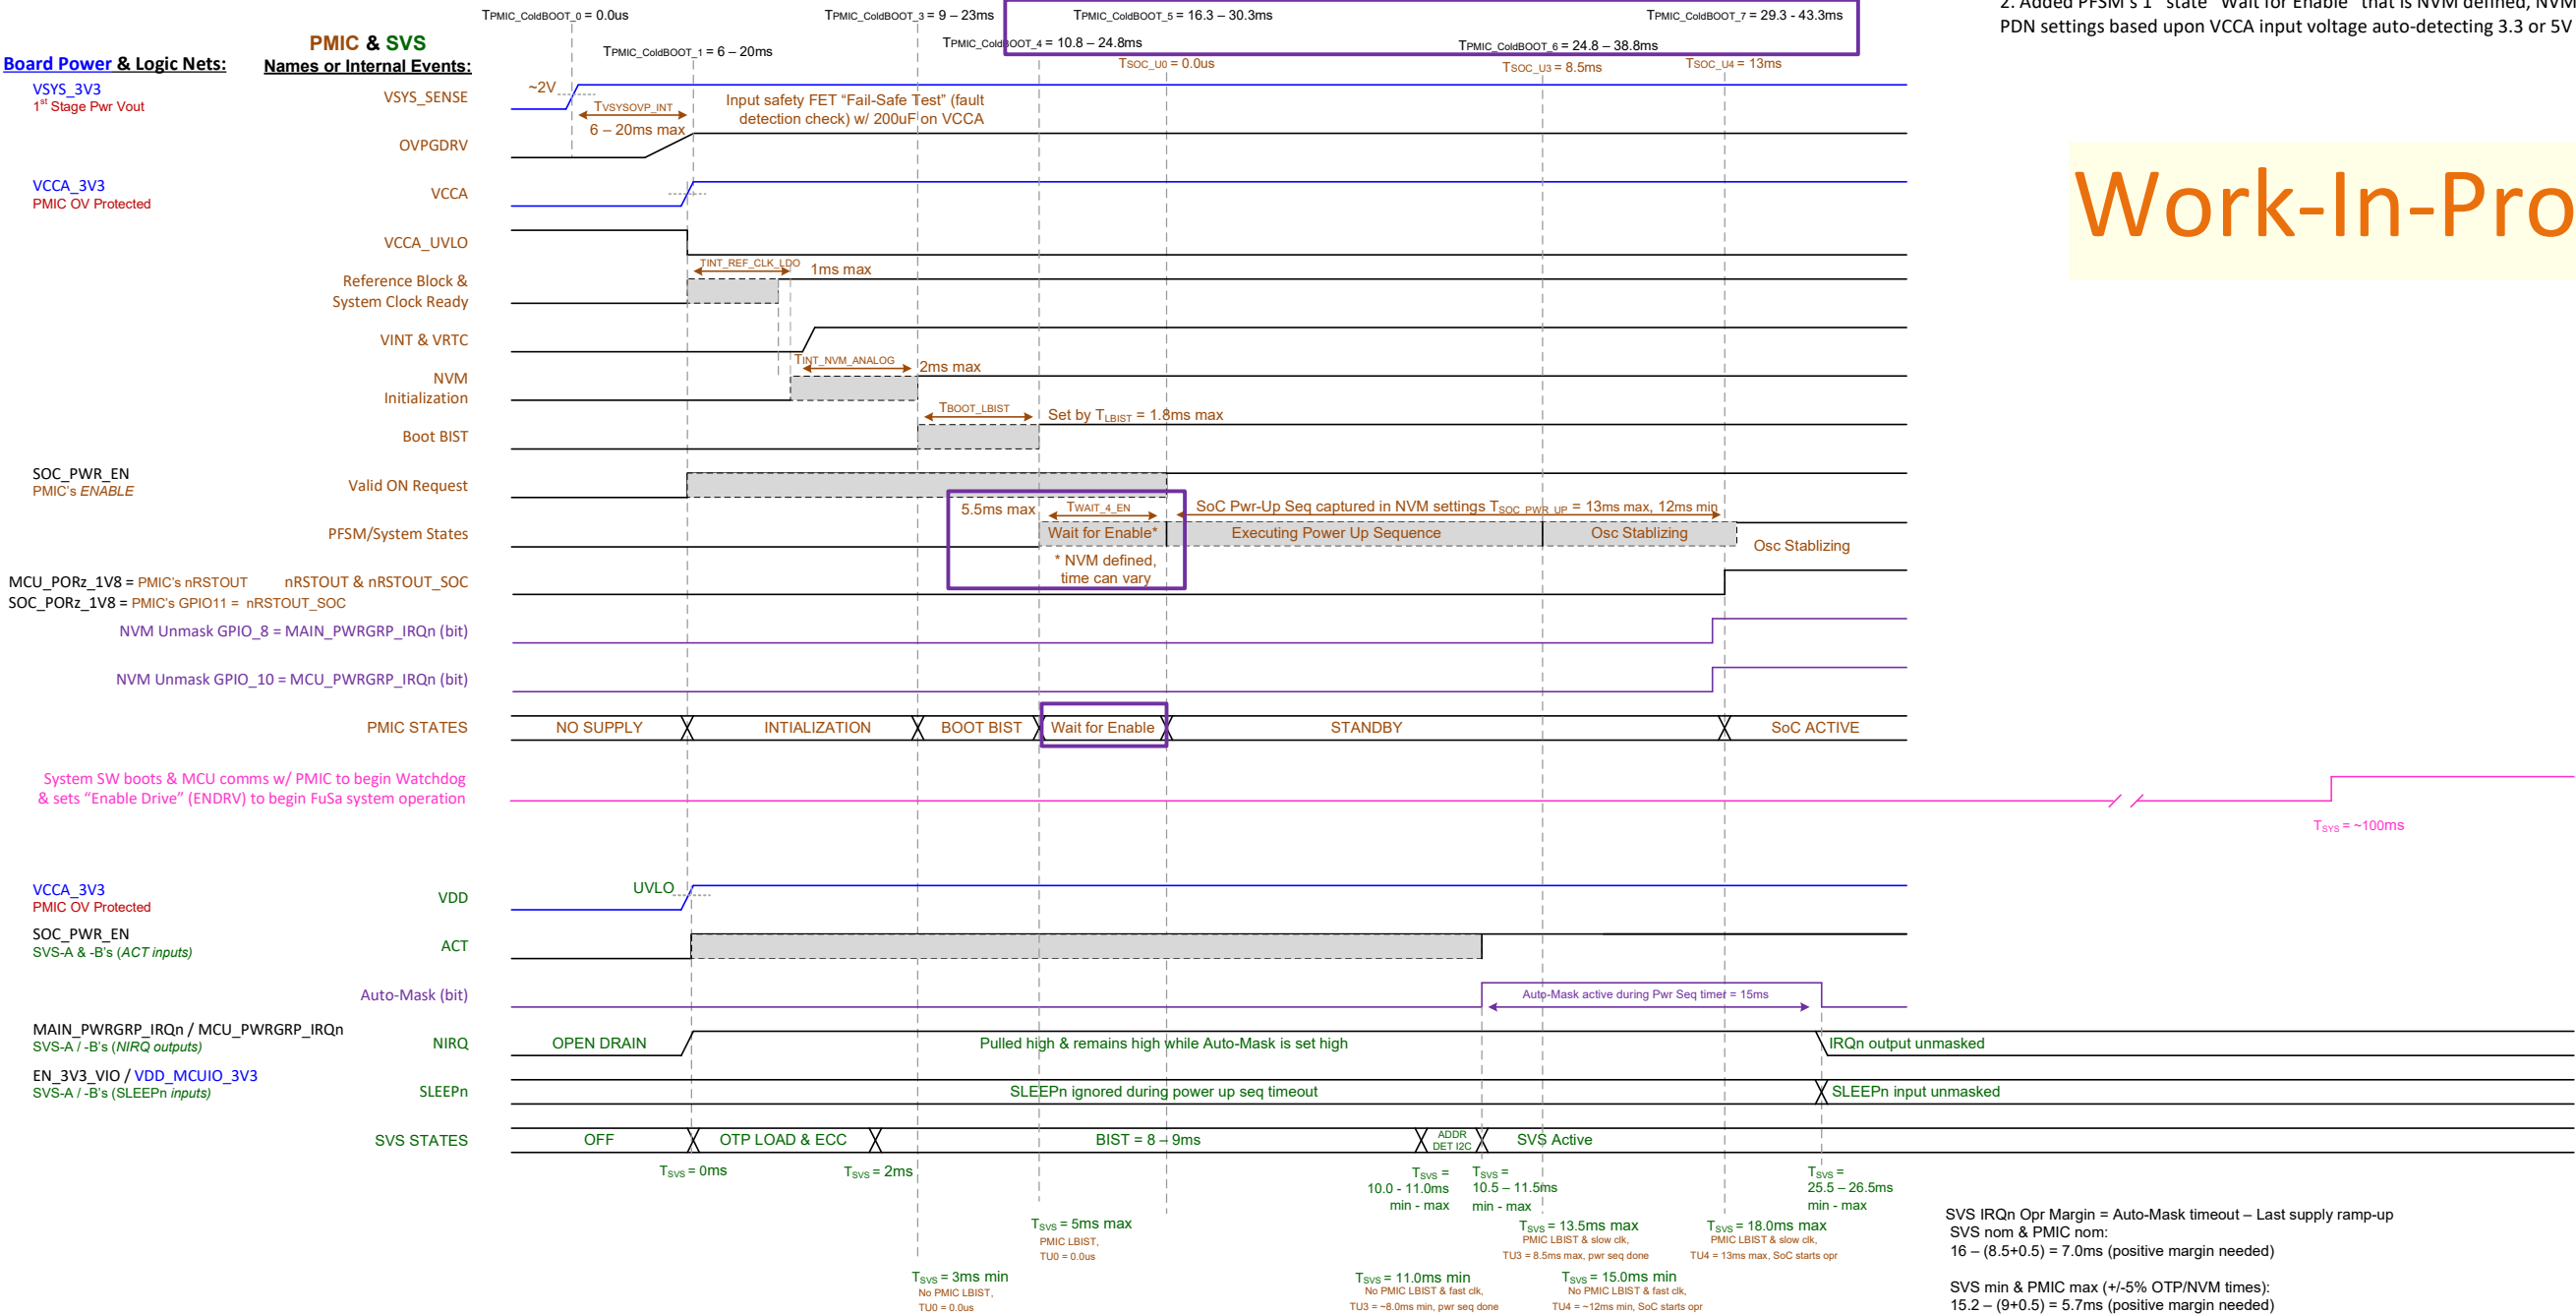 TPMIC_ColdBOOT_0 = 0.0us
TPMIC_ColdBOOT_3 = 9 – 23ms
TPMIC_ColdBOOT_5 = 16.3 – 30.3ms
TPMIC_ColdBOOT_7 = 29.3 - 43.3ms
TPMIC_ColdBOOT_1 = 6 – 20ms
TPMIC_ColdBOOT_4 = 10.8 – 24.8ms
TPMIC_ColdBOOT_6 = 24.8 – 38.8ms
TSOC_U0 = 0.0us
TSOC_U3 = 8.5ms
TSOC_U4 = 13ms
2. Added PFSM's 1 state "Wait for Enable" that is NVM defined, NVM
PDN settings based upon VCCA input voltage auto-detecting 3.3 or 5V
Work-In-Pro
PMIC & SVS
Board Power & Logic Nets:
Names or Internal Events:
VSYS_3V3
1st Stage Pwr Vout
VSYS_SENSE
~2V
TVSYSOVP_INT
6 – 20ms max
Input safety FET "Fail-Safe Test" (fault
detection check) w/ 200uF on VCCA
OVPGDRV
VCCA_3V3
PMIC OV Protected
VCCA
VCCA_UVLO
TINT_REF_CLK_LDO
1ms max
Reference Block &
System Clock Ready
VINT & VRTC
TINT_NVM_ANALOG
2ms max
NVM
Initialization
TBOOT_LBIST
Set by TLBIST = 1.8ms max
Boot BIST
SOC_PWR_EN
PMIC's ENABLE
Valid ON Request
5.5ms max
TWAIT_4_EN
SoC Pwr-Up Seq captured in NVM settings TSOC_PWR_UP = 13ms max, 12ms min
PFSM/System States
Wait for Enable*
Executing Power Up Sequence
Osc Stablizing
Osc Stablizing
* NVM defined,
time can vary
MCU_PORz_1V8 = PMIC's nRSTOUT
nRSTOUT & nRSTOUT_SOC
SOC_PORz_1V8 = PMIC's GPIO11 = nRSTOUT_SOC
NVM Unmask GPIO_8 = MAIN_PWRGRP_IRQn (bit)
NVM Unmask GPIO_10 = MCU_PWRGRP_IRQn (bit)
PMIC STATES
NO SUPPLY
INTIALIZATION
BOOT BIST
Wait for Enable
STANDBY
SoC ACTIVE
System SW boots & MCU comms w/ PMIC to begin Watchdog
& sets "Enable Drive" (ENDRV) to begin FuSa system operation
TSYS = ~100ms
VCCA_3V3
PMIC OV Protected
VDD
UVLO
SOC_PWR_EN
SVS-A & -B's (ACT inputs)
ACT
Auto-Mask (bit)
Auto-Mask active during Pwr Seq timer = 15ms
MAIN_PWRGRP_IRQn / MCU_PWRGRP_IRQn
SVS-A / -B's (NIRQ outputs)
NIRQ
OPEN DRAIN
Pulled high & remains high while Auto-Mask is set high
IRQn output unmasked
EN_3V3_VIO / VDD_MCUIO_3V3
SVS-A / -B's (SLEEPn inputs)
SLEEPn
SLEEPn ignored during power up seq timeout
SLEEPn input unmasked
SVS STATES
OFF
OTP LOAD & ECC
BIST = 8 – 9ms
ADDR
DET I2C
SVS Active
TSVS = 0ms
TSVS = 2ms
TSVS =
10.0 - 11.0ms
min - max
TSVS =
10.5 – 11.5ms
min - max
TSVS =
25.5 – 26.5ms
min - max
TSVS = 5ms max
PMIC LBIST,
TU0 = 0.0us
TSVS = 13.5ms max
PMIC LBIST & slow clk,
TU3 = 8.5ms max, pwr seq done
TSVS = 18.0ms max
PMIC LBIST & slow clk,
TU4 = 13ms max, SoC starts opr
TSVS = 3ms min
No PMIC LBIST,
TU0 = 0.0us
TSVS = 11.0ms min
No PMIC LBIST & fast clk,
TU3 = ~8.0ms min, pwr seq done
TSVS = 15.0ms min
No PMIC LBIST & fast clk,
TU4 = ~12ms min, SoC starts opr
SVS IRQn Opr Margin = Auto-Mask timeout – Last supply ramp-up
SVS nom & PMIC nom:
16 – (8.5+0.5) = 7.0ms (positive margin needed)
SVS min & PMIC max (+/-5% OTP/NVM times):
15.2 – (9+0.5) = 5.7ms (positive margin needed)